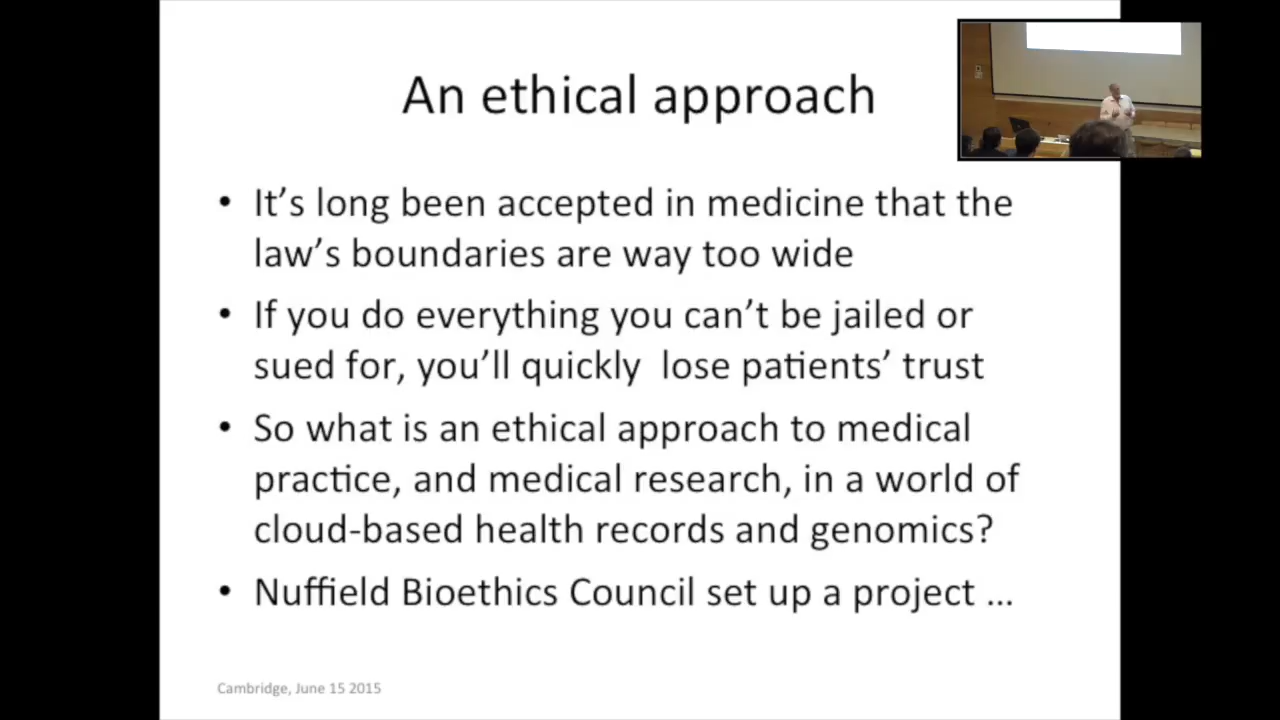 An ethical approach
• It’s long been accepted in medicine that the
law’s boundaries are way too wide
• If you do everything you can’t be jailed or
sued for, you’ll quickly  lose patients’ trust
• So what is an ethical approach to medical
practice, and medical research, in a world of
cloud-based health records and genomics?
• Nuffield Bioethics Council set up a project …
Cambridge, June 15 2015